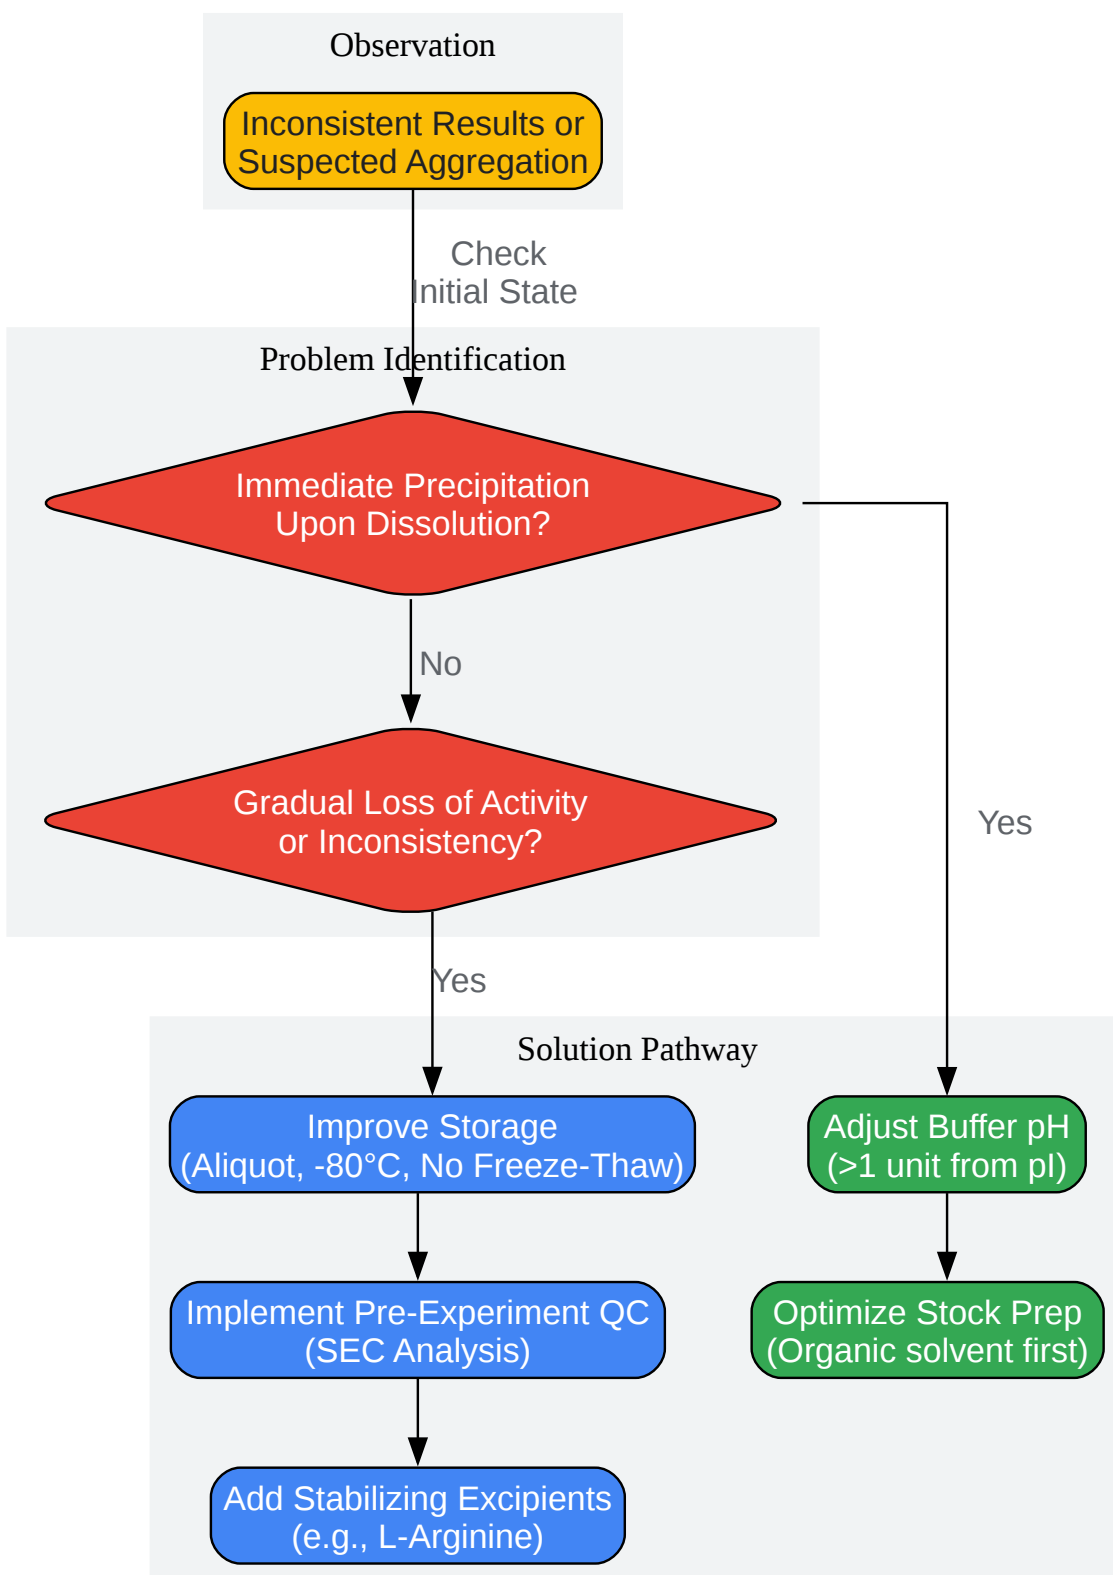 Observation
Inconsistent Results or
Suspected Aggregation
Check
Initial State
Problem Identification
Immediate Precipitation
Upon Dissolution?
No
Gradual Loss of Activity
or Inconsistency?
Yes
Yes
Solution Pathway
Improve Storage
(Aliquot, -80°C, No Freeze-Thaw)
Adjust Buffer pH
(>1 unit from pI)
Implement Pre-Experiment QC
(SEC Analysis)
Optimize Stock Prep
(Organic solvent first)
Add Stabilizing Excipients
(e.g., L-Arginine)